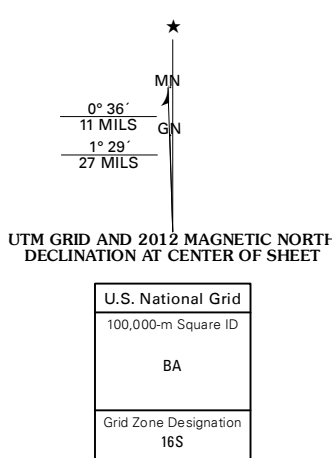 ★
MN
0° 36´
11 MILS
GN
1° 29´
27 MILS
UTM GRID AND 2012 MAGNETIC NORTH
DECLINATION AT CENTER OF SHEET
U.S. National Grid
100,000-m Square ID
BA
Grid Zone Designation
16S